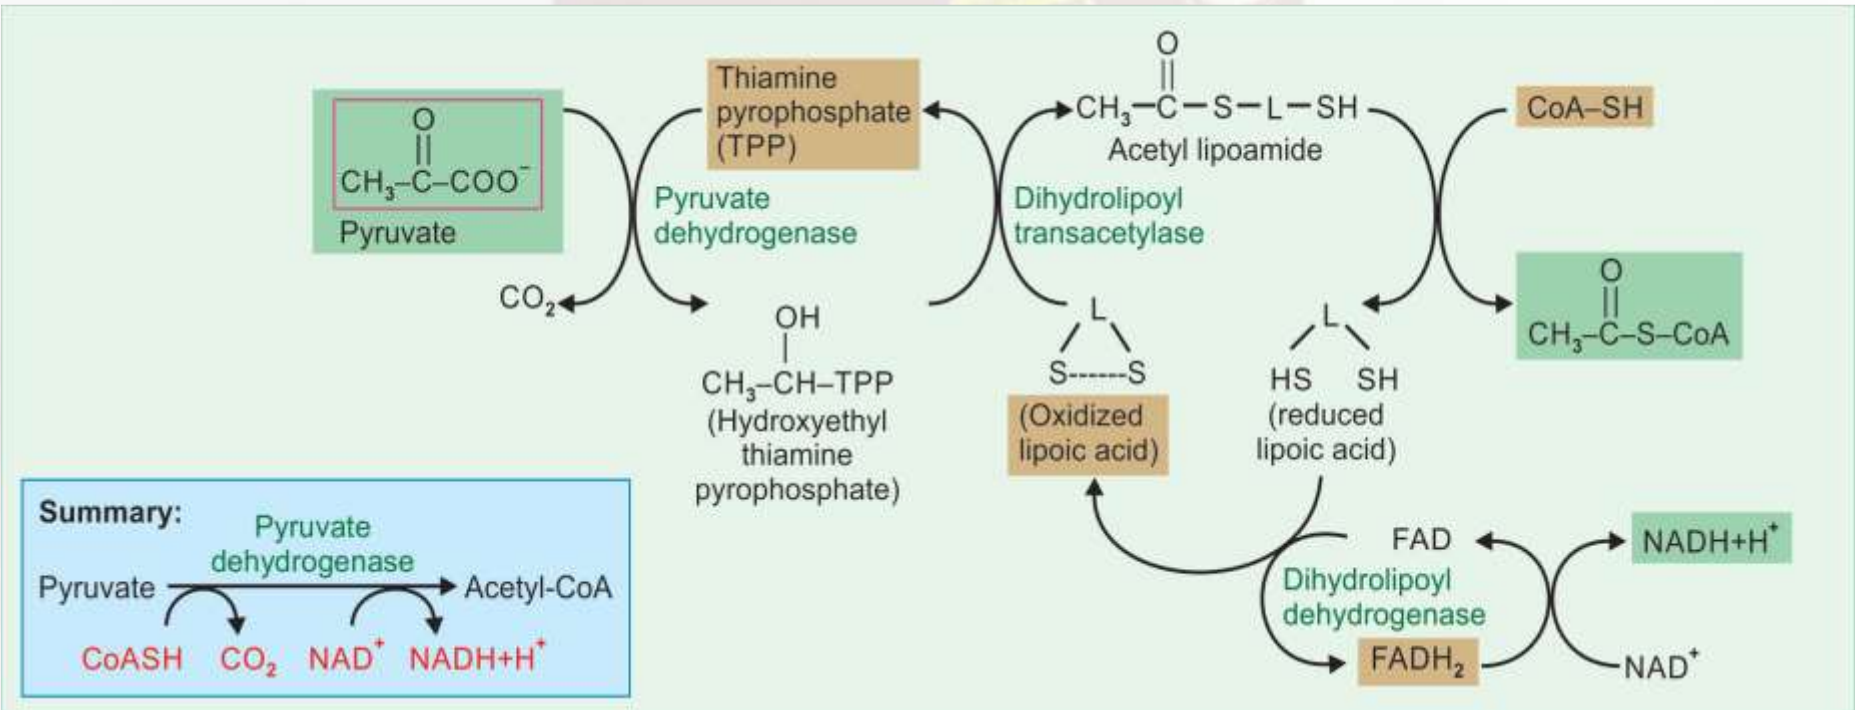 O
CH₃–C–COO⁻
Pyruvate
CO₂
Thiamine
pyrophosphate
(TPP)
Pyruvate
dehydrogenase
OH
CH₃–CH–TPP
(Hydroxyethyl
thiamine
pyrophosphate)
O
CH₃–C–S–L–SH
Acetyl lipoamide
Dihydrolipoyl
transacetylase
L
S------S
(Oxidized
lipoic acid)
CoA–SH
O
CH₃–C–S–CoA
L
HS SH
(reduced
lipoic acid)
FAD
NADH+H⁺
Dihydrolipoyl
dehydrogenase
FADH₂
NAD⁺
Summary:
Pyruvate
dehydrogenase
Pyruvate Acetyl-CoA
CoASH CO₂ NAD⁺ NADH+H⁺